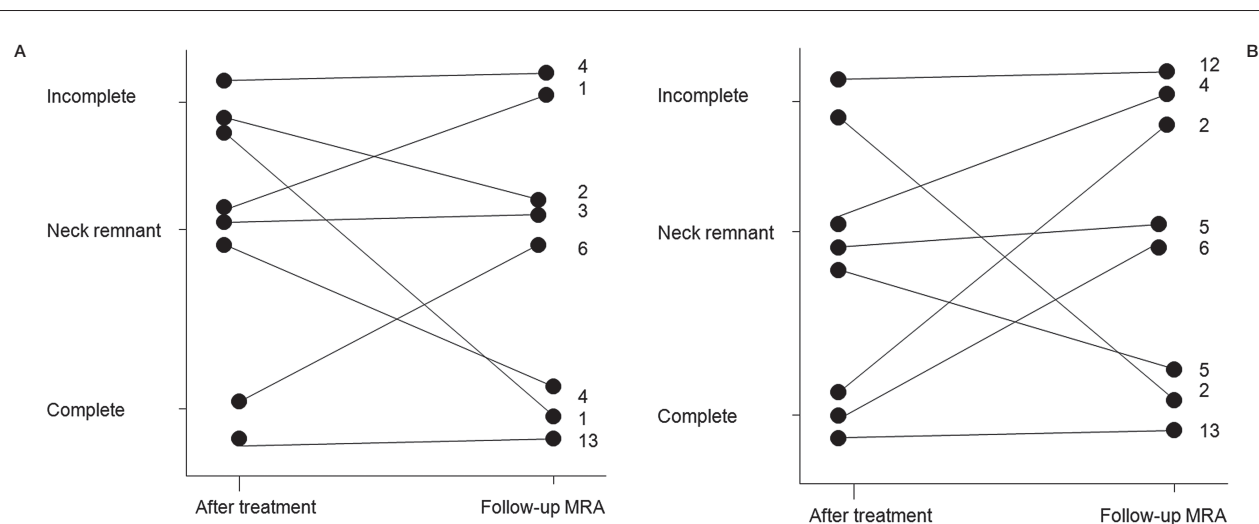 A
Incomplete
Neck remnant
Complete
4
1
2
3
6
4
1
13
After treatment
Follow-up MRA
B
Incomplete
Neck remnant
Complete
12
4
2
5
6
5
2
13
After treatment
Follow-up MRA